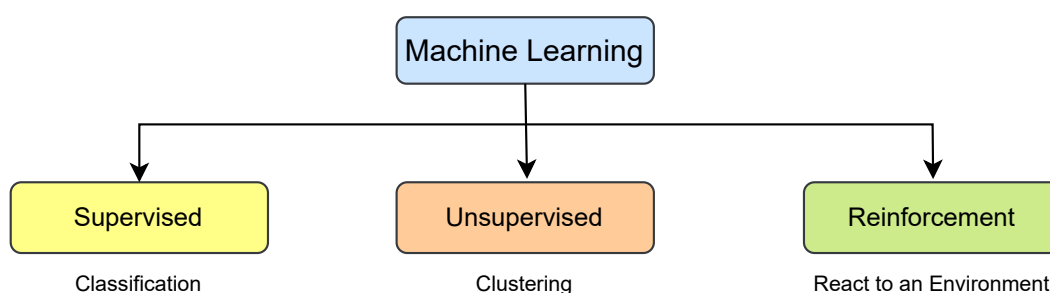 Machine Learning
Supervised
Unsupervised
Reinforcement
Classification
Clustering
React to an Environment